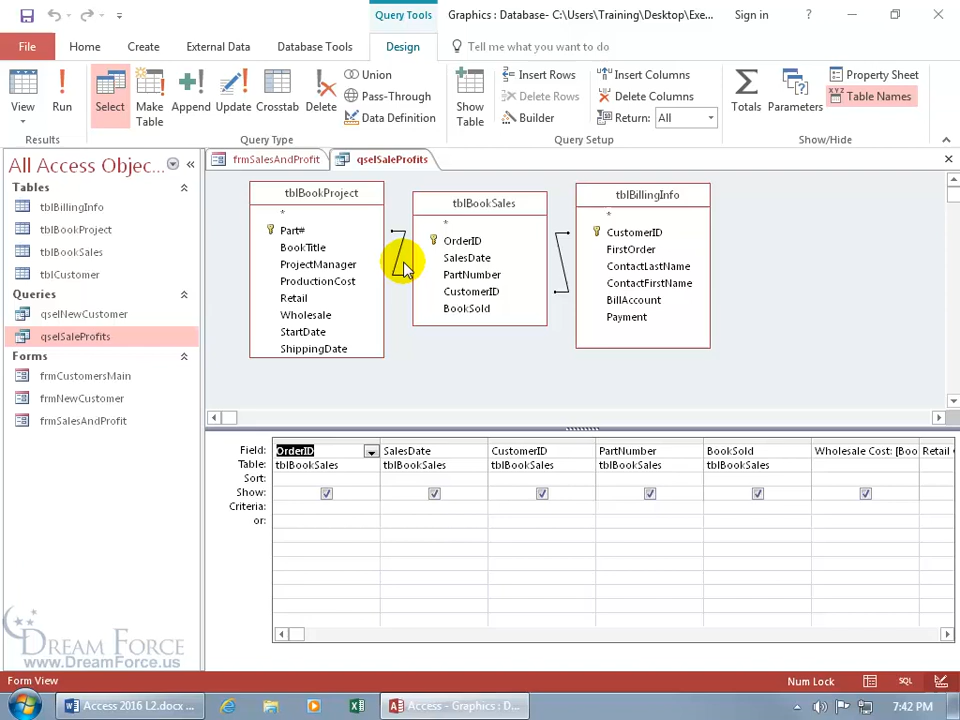 Query Tools
Graphics : Database- C:\Users\Training\Desktop\Exe...
Sign in
?
File
Home
Create
External Data
Database Tools
Design
Tell me what you want to do
View
Run
Select
Make Table
Append
Update
Crosstab
Delete
Union
Pass-Through
Data Definition
Show Table
Insert Rows
Delete Rows
Builder
Insert Columns
Delete Columns
Return: All
Totals
Parameters
Property Sheet
Table Names
Results
Query Type
Query Setup
Show/Hide
All Access Objec...
Tables
tblBillingInfo
tblBookProject
tblBookSales
tblCustomer
Queries
qselNewCustomer
qselSaleProfits
Forms
frmCustomersMain
frmNewCustomer
frmSalesAndProfit
frmSalesAndProfit
qselSaleProfits
tblBookProject
*
Part#
BookTitle
ProjectManager
ProductionCost
Retail
Wholesale
StartDate
ShippingDate
tblBookSales
*
OrderID
SalesDate
PartNumber
CustomerID
BookSold
tblBillingInfo
*
CustomerID
FirstOrder
ContactLastName
ContactFirstName
BillAccount
Payment
Field: OrderID SalesDate CustomerID PartNumber BookSold Wholesale Cost: [Boo Retail
Table: tblBookSales tblBookSales tblBookSales tblBookSales tblBookSales
Sort:
Show:
Criteria:
or:
DREAM FORCE
www.DreamForce.us
Form View
Num Lock
SQL
Access 2016 L2.docx ...
Access - Graphics : D...
7:42 PM